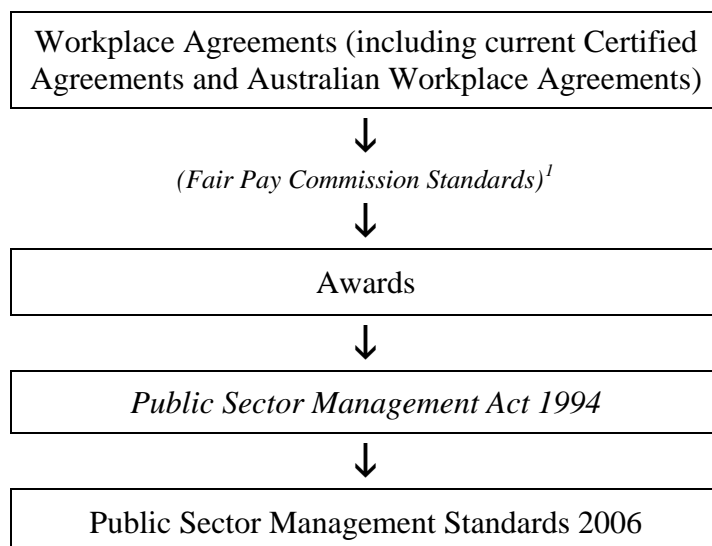 Workplace Agreements (including current Certified
Agreements and Australian Workplace Agreements)
(Fair Pay Commission Standards)1
Awards
Public Sector Management Act 1994
Public Sector Management Standards 2006